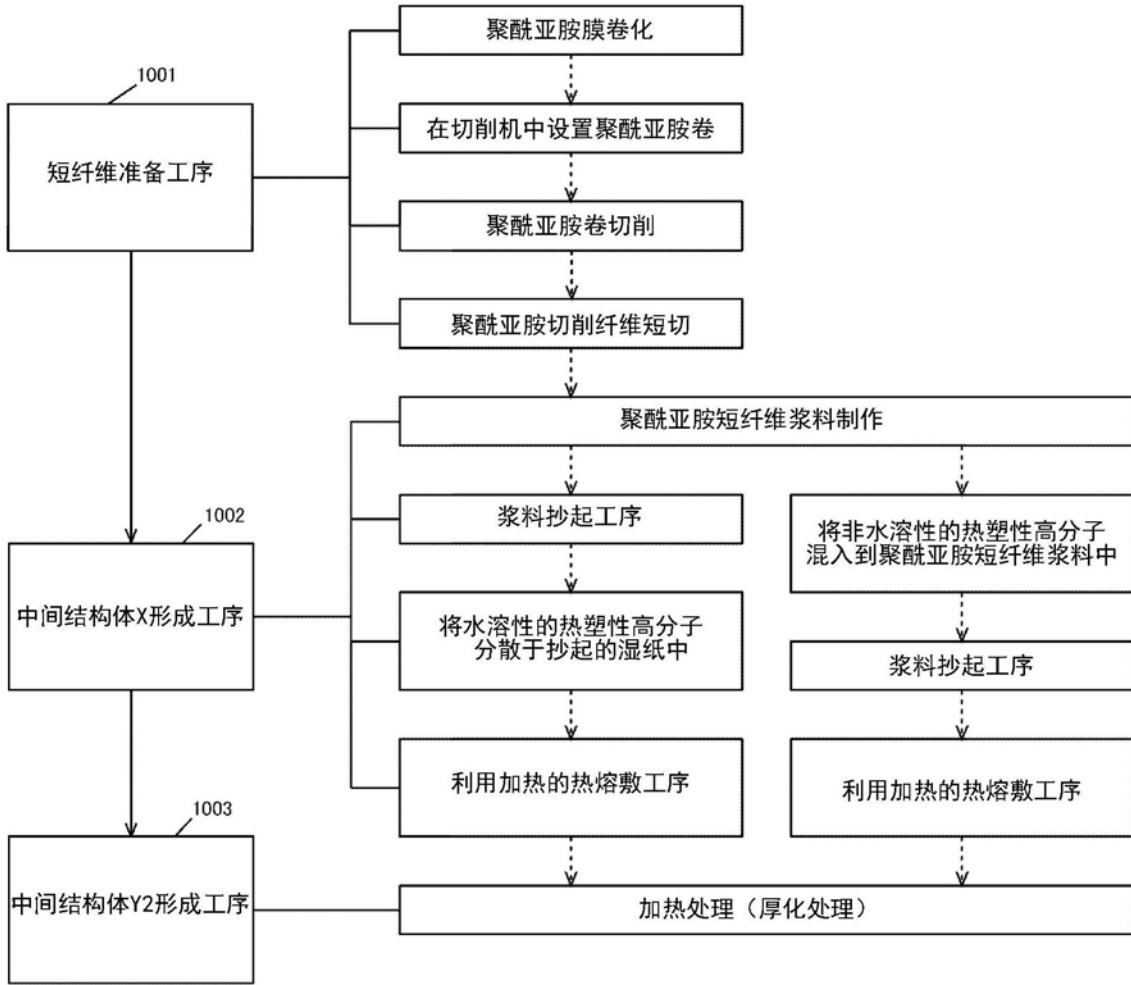 聚酰亚胺膜卷化
1001
短纤维准备工序
在切削机中设置聚酰亚胺卷
聚酰亚胺卷切削
聚酰亚胺切削纤维短切
聚酰亚胺短纤维浆料制作
1002
中间结构体X形成工序
浆料抄起工序
将水溶性的热塑性高分子
分散于抄起的湿纸中
利用加热的热熔敷工序
将非水溶性的热塑性高分子
混入到聚酰亚胺短纤维浆料中
浆料抄起工序
利用加热的热熔敷工序
1003
中间结构体Y2形成工序
加热处理（厚化处理）